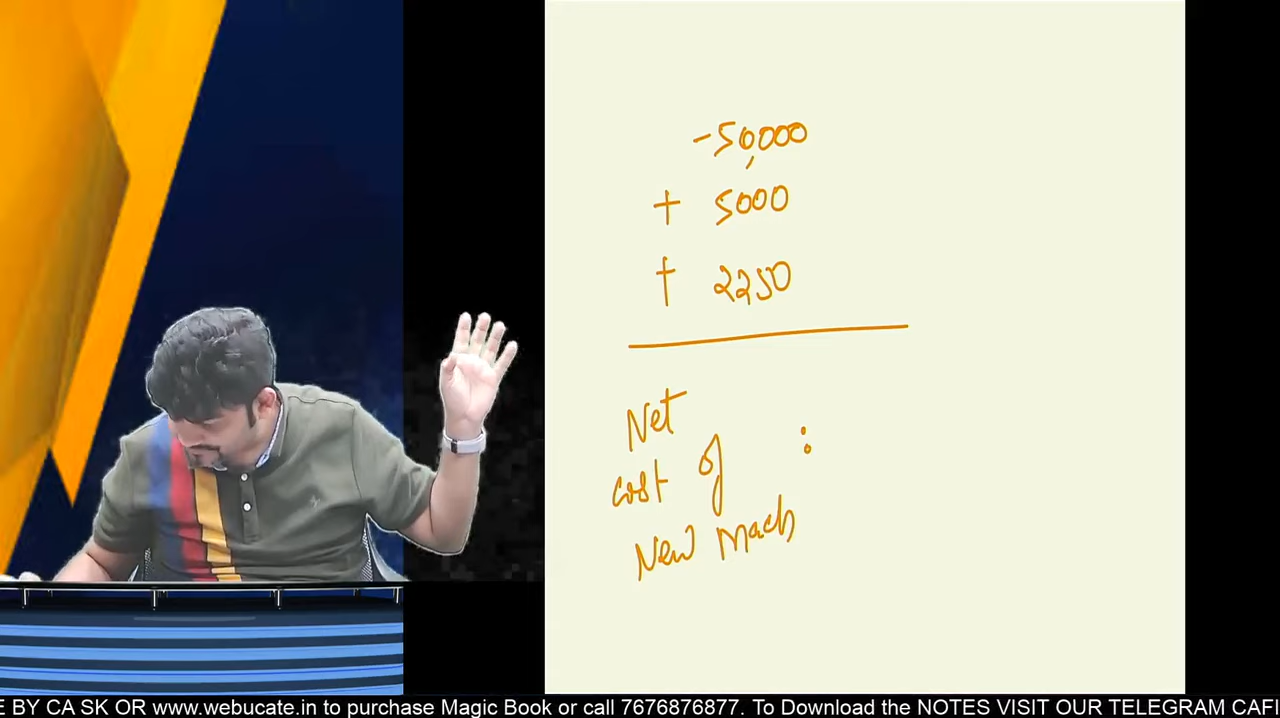 -50,000
+ 5000
+ 2250
Net
cost of :
New Mach
E BY CA SK OR www.webucate.in to purchase Magic Book or call 7676876877. To Download the NOTES VISIT OUR TELEGRAM CAFI